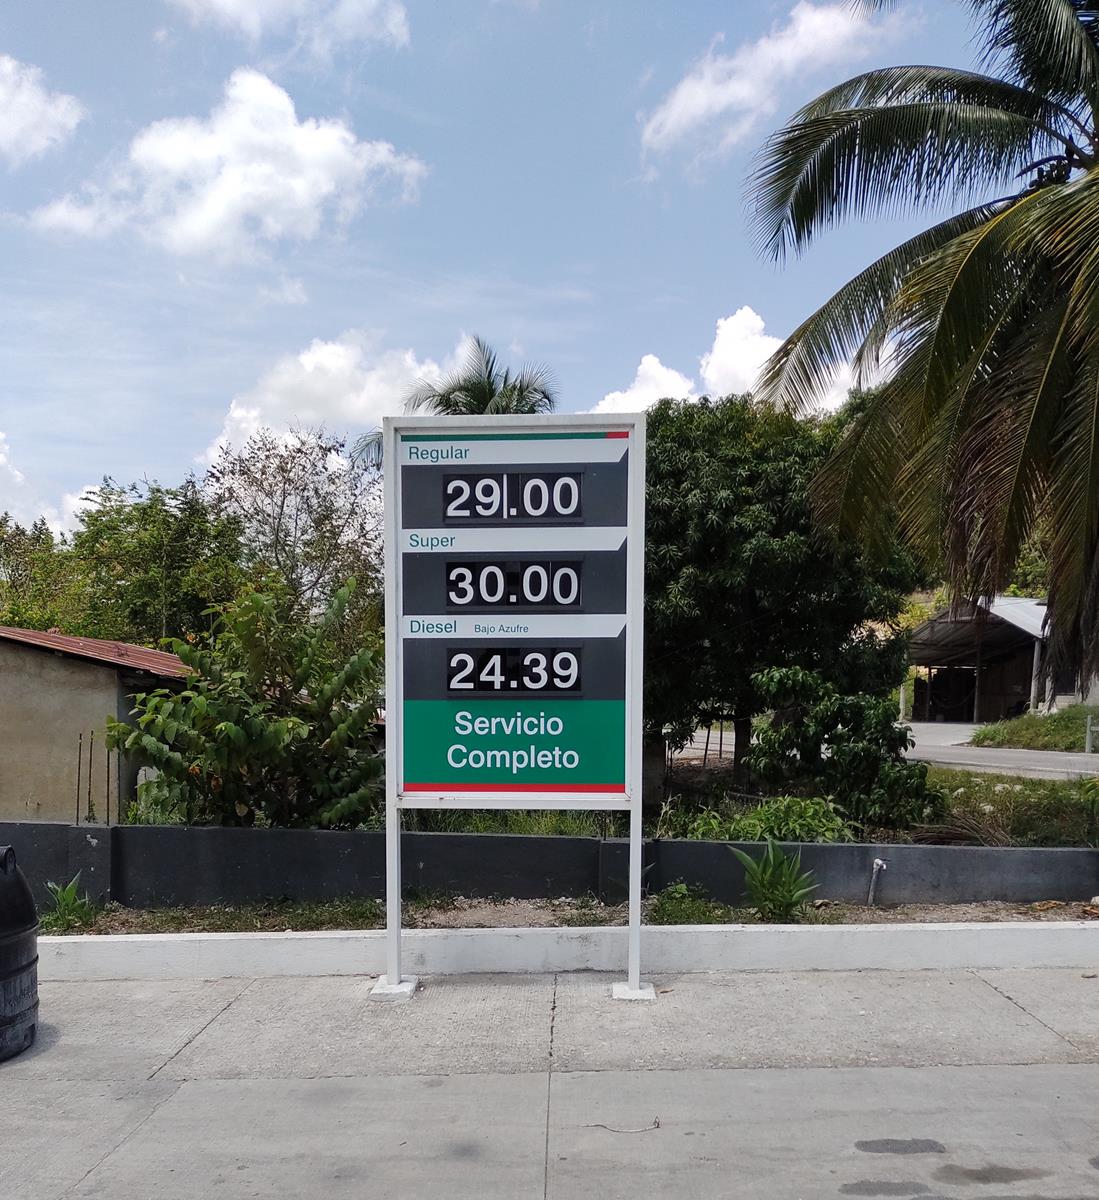 Regular
29.00
Super
30.00
Diesel Bajo Azufre
24.39
Servicio
Completo